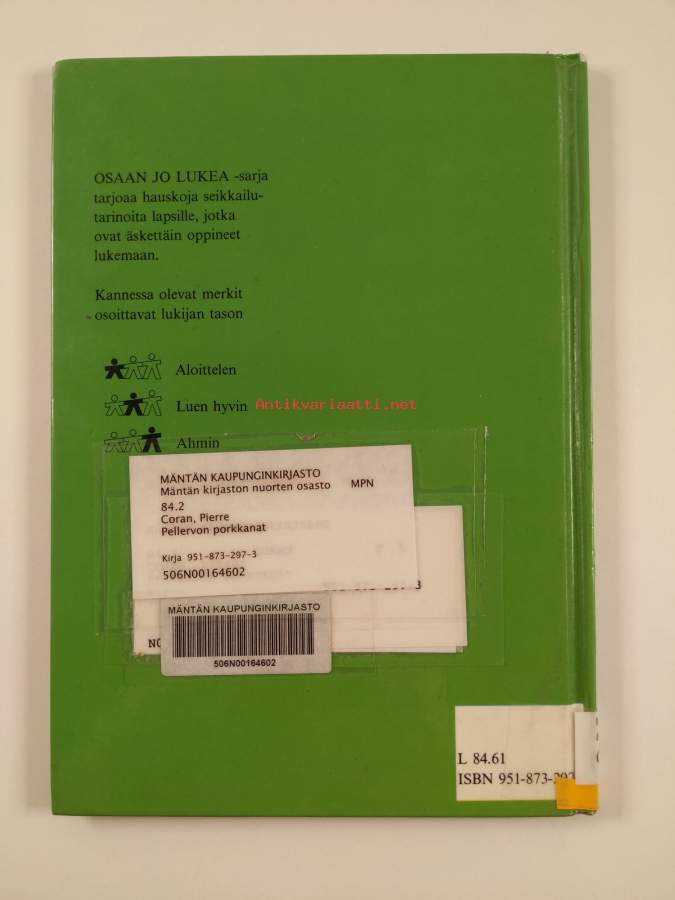 OSAAN JO LUKEA -sarja
tarjoaa hauskoja seikkailu-
tarinoita lapsille, jotka
ovat äskettäin oppineet
lukemaan.
Kannessa olevat merkit
osoittavat lukijan tason
Aloittelen
Luen hyvin
Antikvariaatti.net
Ahmin
MÄNTÄN KAUPUNGINKIRJASTO
Mäntän kirjaston nuorten osasto MPN
84.2
Coran, Pierre
Pellervon porkkanat
Kirja 951-873-297-3
506N00164602
MÄNTÄN KAUPUNGINKIRJASTO
506N00164602
L 84.61
ISBN 951-873-297